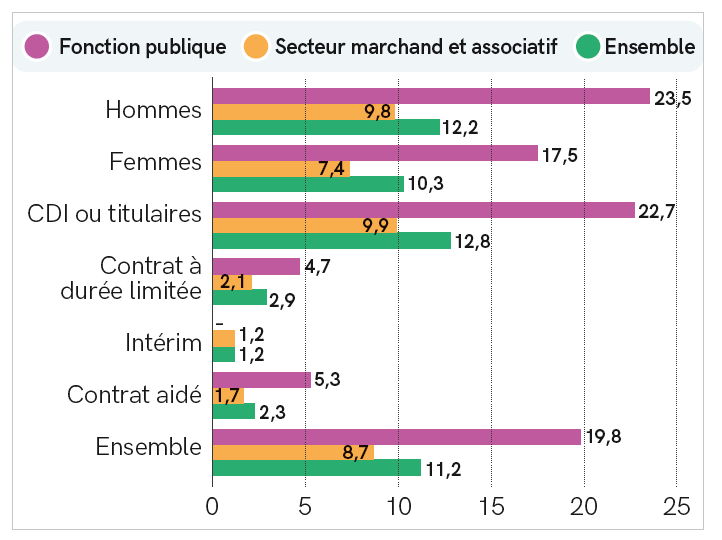 Fonction publique Secteur marchand et associatif Ensemble
Hommes 23,5
9,8
12,2
Femmes 17,5
7,4
10,3
CDI ou titulaires 22,7
9,9
12,8
Contrat à
durée limitée 4,7
2,1
2,9
Intérim –
1,2
1,2
Contrat aidé 5,3
1,7
2,3
Ensemble 19,8
8,7
11,2
0 5 10 15 20 25